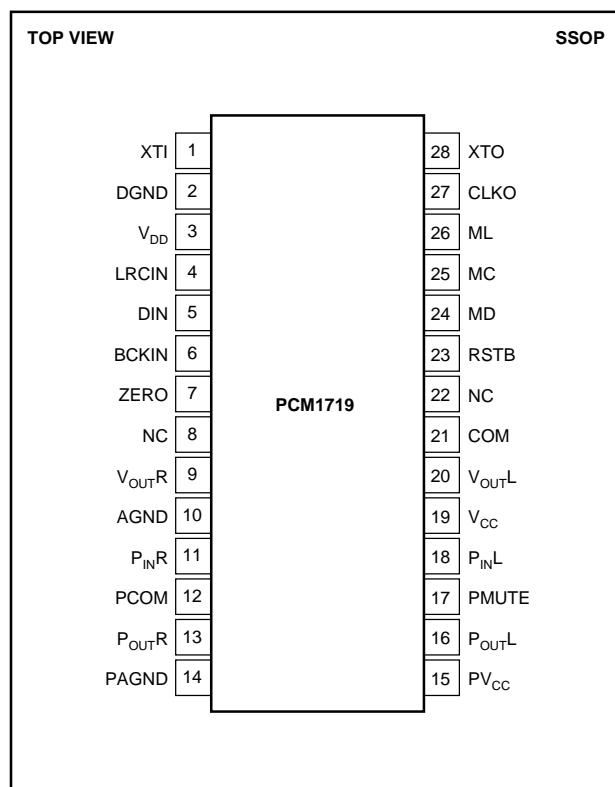 TOP VIEW SSOP
XTI 1 28 XTO
DGND 2 27 CLKO
VDD 3 26 ML
LRCIN 4 25 MC
DIN 5 24 MD
BCKIN 6 23 RSTB
ZERO 7 22 NC
PCM1719
NC 8 21 COM
VOUTR 9 20 VOUTL
AGND 10 19 VCC
PINR 11 18 PINL
PCOM 12 17 PMUTE
POUTR 13 16 POUTL
PAGND 14 15 PVCC